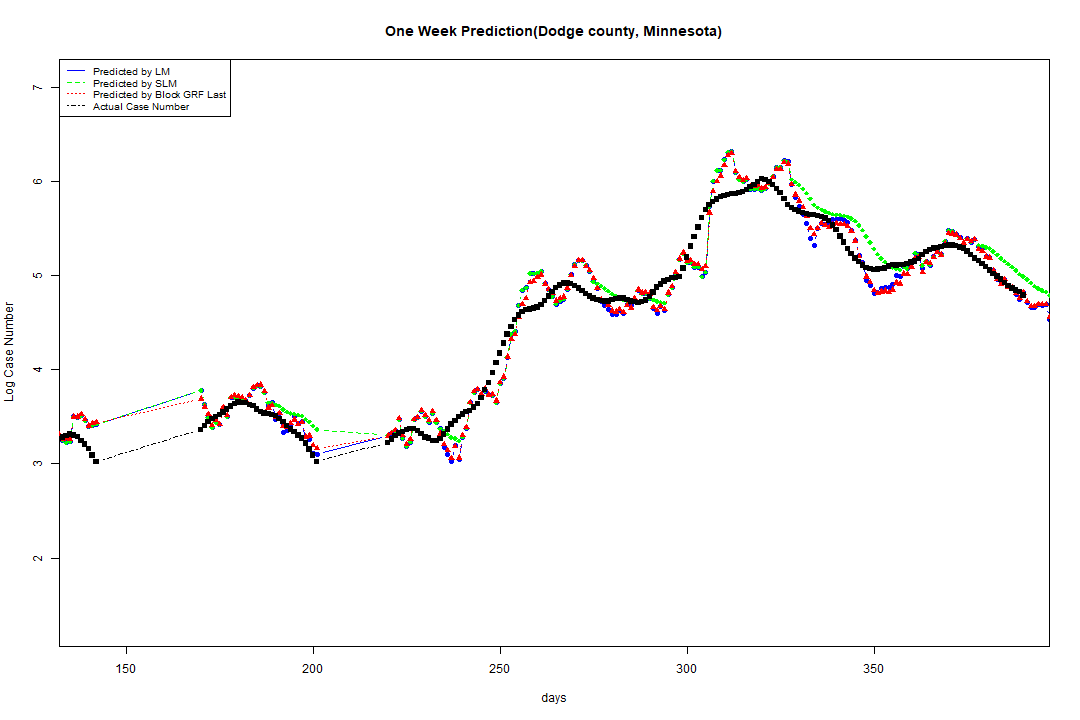 One Week Prediction(Dodge county, Minnesota)
Predicted by LM
Predicted by SLM
Predicted by Block GRF Last
Actual Case Number
7
6
5
4
3
2
Log Case Number
150 200 250 300 350
days